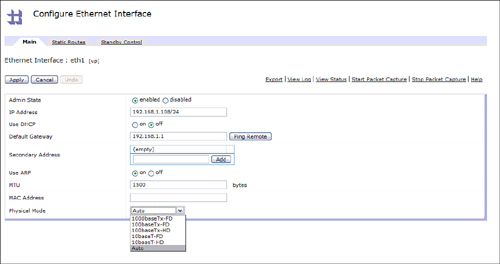 Configure Ethernet Interface
Main Static Routes Standby Control
Ethernet Interface : eth1 [up]
Apply Cancel Undo Export | View Log | View Status | Start Packet Capture | Stop Packet Capture | Help
Admin State enabled disabled
IP Address 192.168.1.108/24
Use DHCP on off
Default Gateway 192.168.1.1 Ping Remote
(empty)
Secondary Address
Add
Use ARP on off
MTU 1500 bytes
MAC Address
Physical Mode Auto
1000baseTx-FD
100baseTx-FD
100baseTx-HD
10baseT-FD
10baseT-HD
Auto